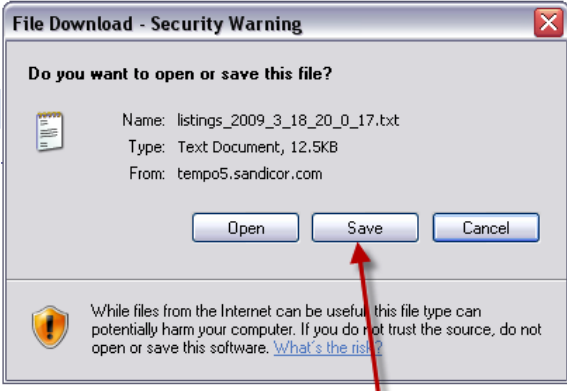 File Download - Security Warning
Do you want to open or save this file?
Name: listings_2009_3_18_20_0_17.txt
Type: Text Document, 12.5KB
From: tempo5.sandicor.com
Open Save Cancel
While files from the Internet can be useful, this file type can
potentially harm your computer. If you do not trust the source, do not
open or save this software. What's the risk?